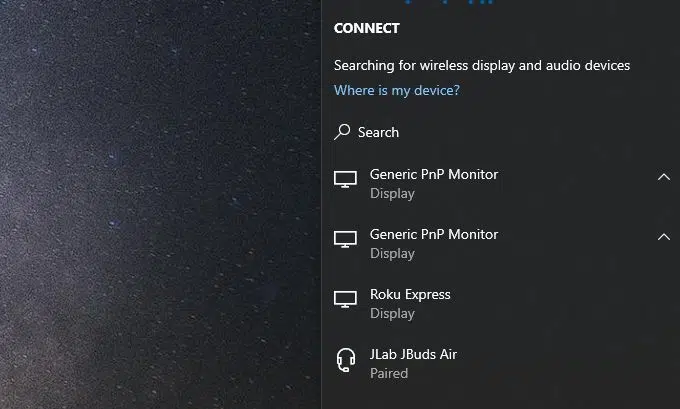 CONNECT
Searching for wireless display and audio devices
Where is my device?
Search
Generic PnP Monitor
Display
Generic PnP Monitor
Display
Roku Express
Display
JLab JBuds Air
Paired